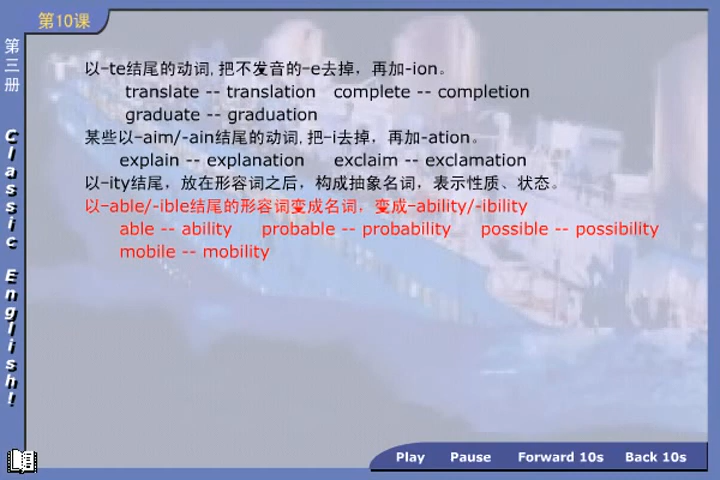 第10课
第三册 Classic English!
以-te结尾的动词,把不发音的-e去掉，再加-ion。
translate -- translation complete -- completion
graduate -- graduation
某些以-aim/-ain结尾的动词,把-i去掉，再加-ation。
explain -- explanation exclaim -- exclamation
以-ity结尾，放在形容词之后，构成抽象名词，表示性质、状态。
以-able/-ible结尾的形容词变成名词，变成-ability/-ibility
able -- ability probable -- probability possible -- possibility
mobile -- mobility
Play Pause Forward 10s Back 10s